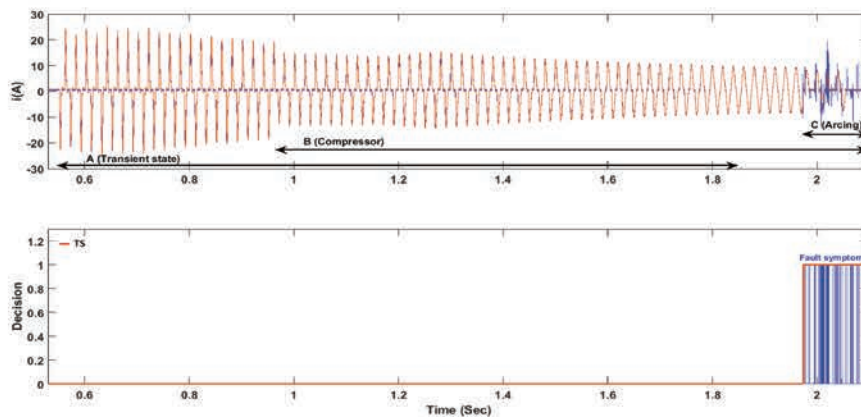 30
20
10
i(A)
0
-10
C (Arcing)
-20
B (Compressor)
A (Transient state)
-30
0.6 0.8 1 1.2 1.4 1.6 1.8 2
1.2
TS
Fault symptom
1
0.8
Decision
0.6
0.4
0.2
0
0.6 0.8 1 1.2 1.4 1.6 1.8 2
Time (Sec)